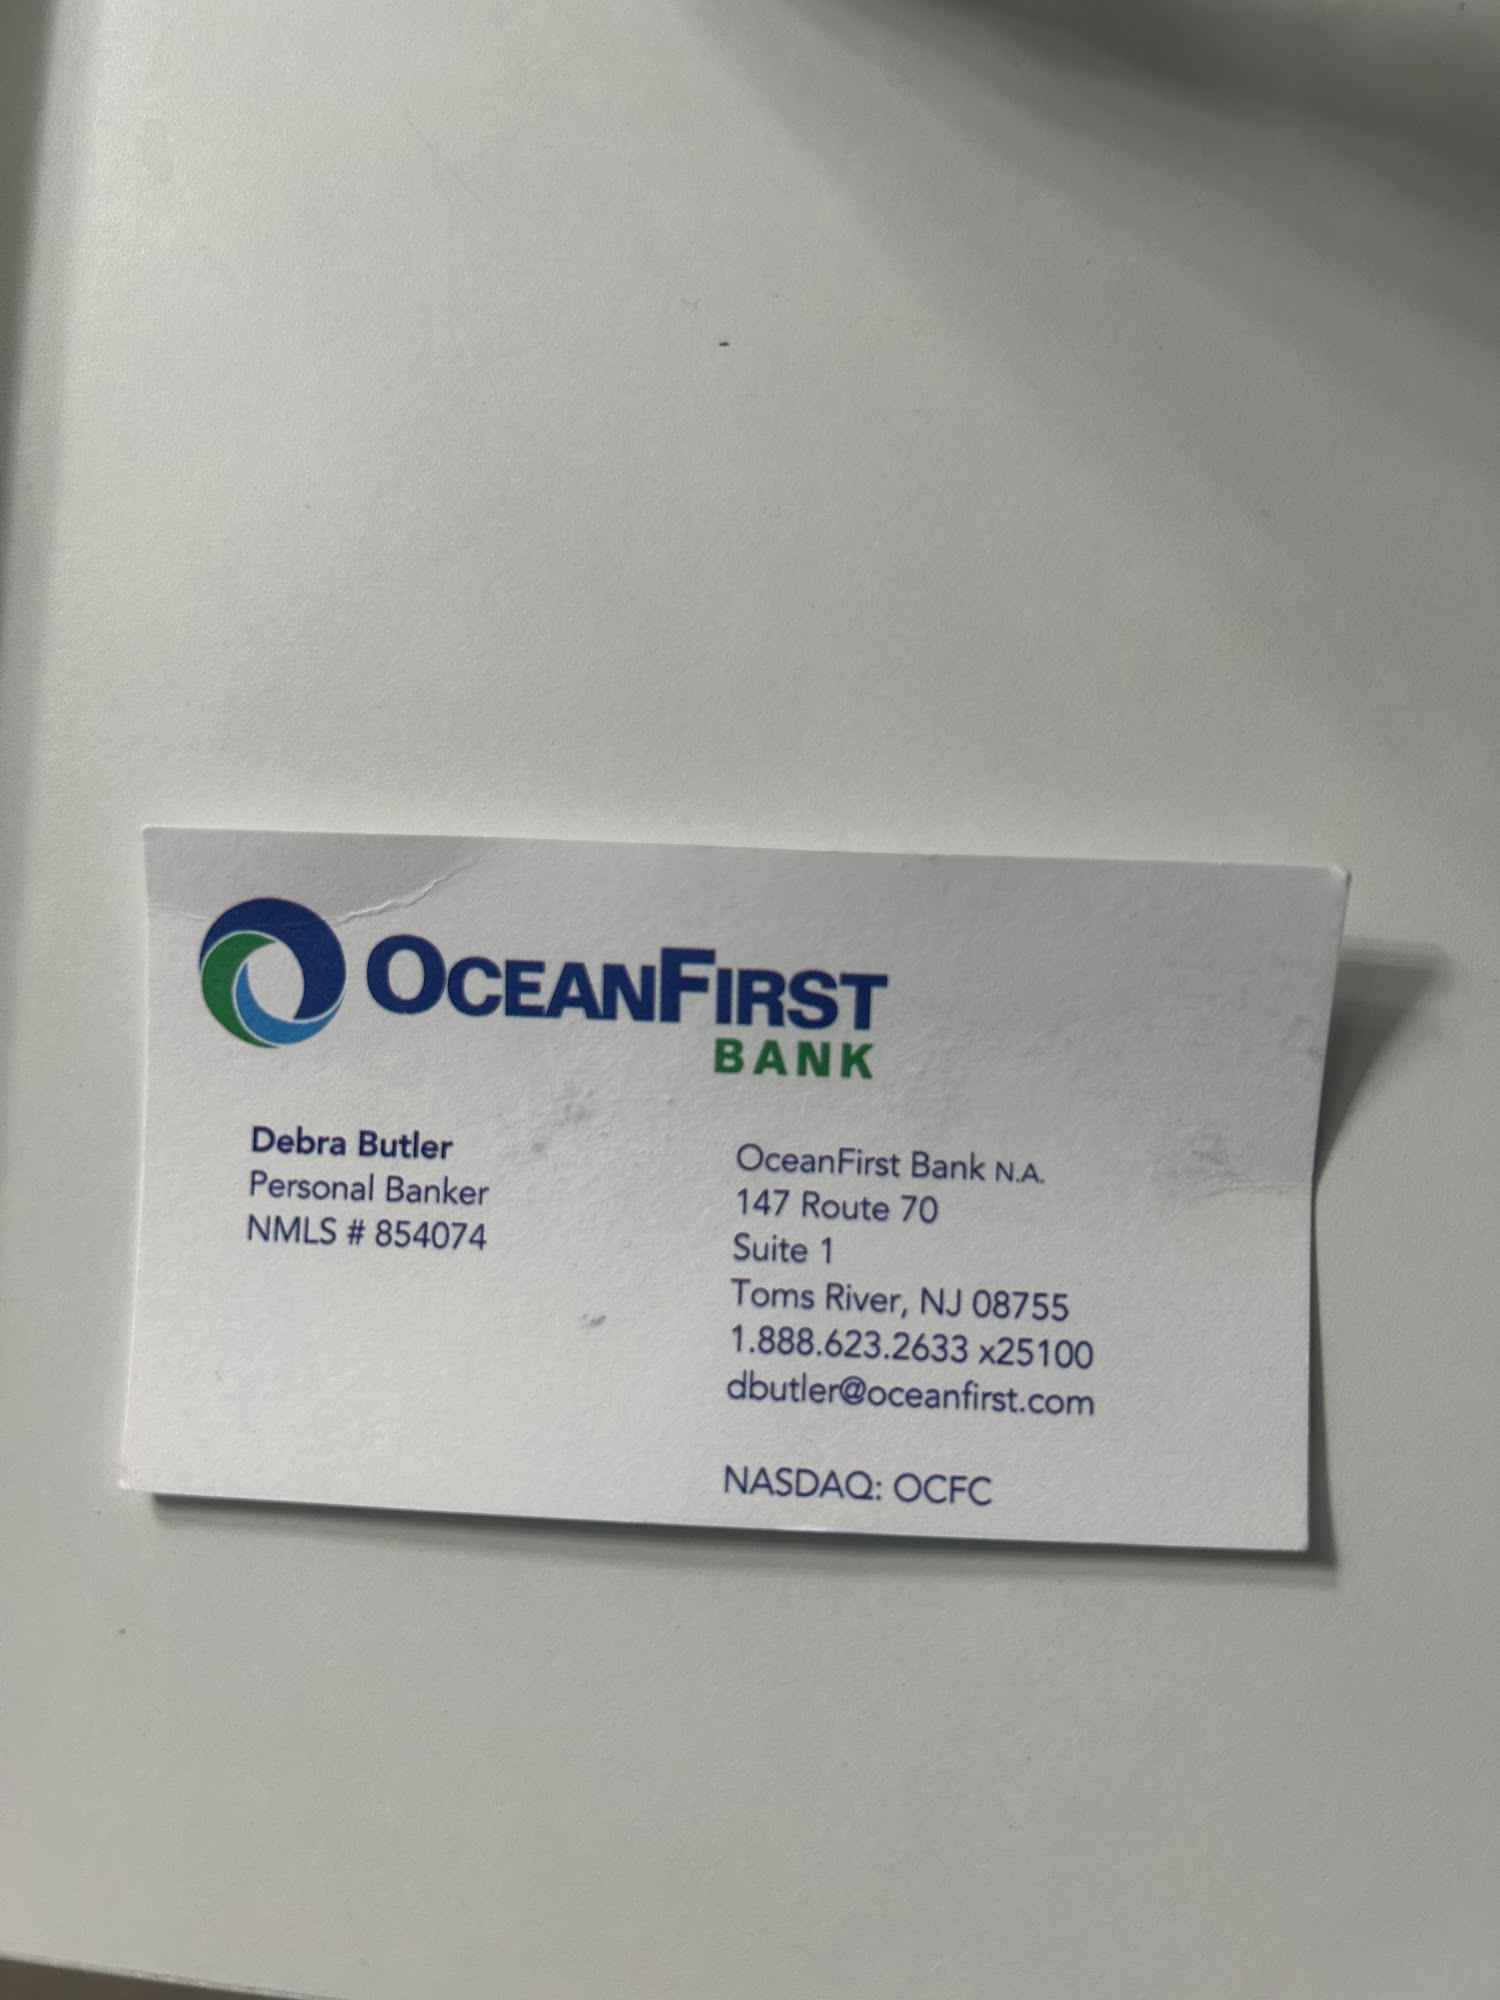 OCEANFIRST
BANK
Debra Butler
Personal Banker
NMLS # 854074
OceanFirst Bank N.A.
147 Route 70
Suite 1
Toms River, NJ 08755
1.888.623.2633 x25100
dbutler@oceanfirst.com
NASDAQ: OCFC